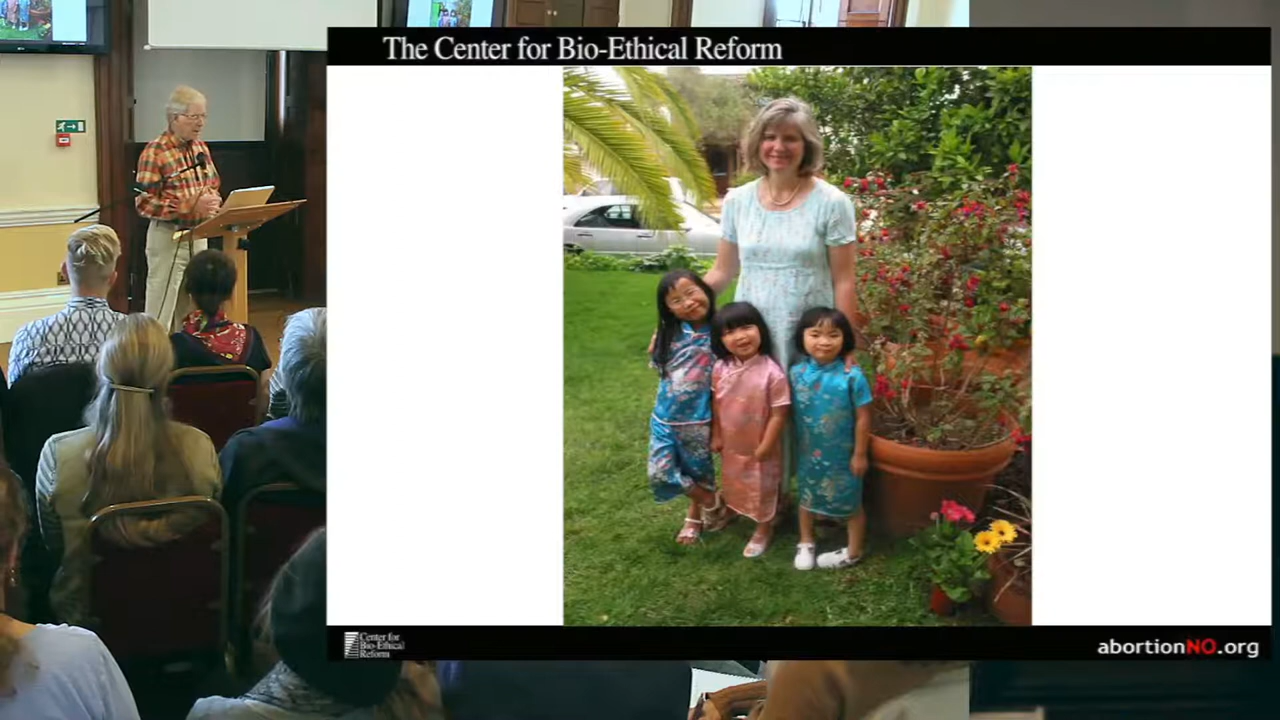 The Center for Bio-Ethical Reform
Center for
Bio-Ethical
Reform
abortionNO.org